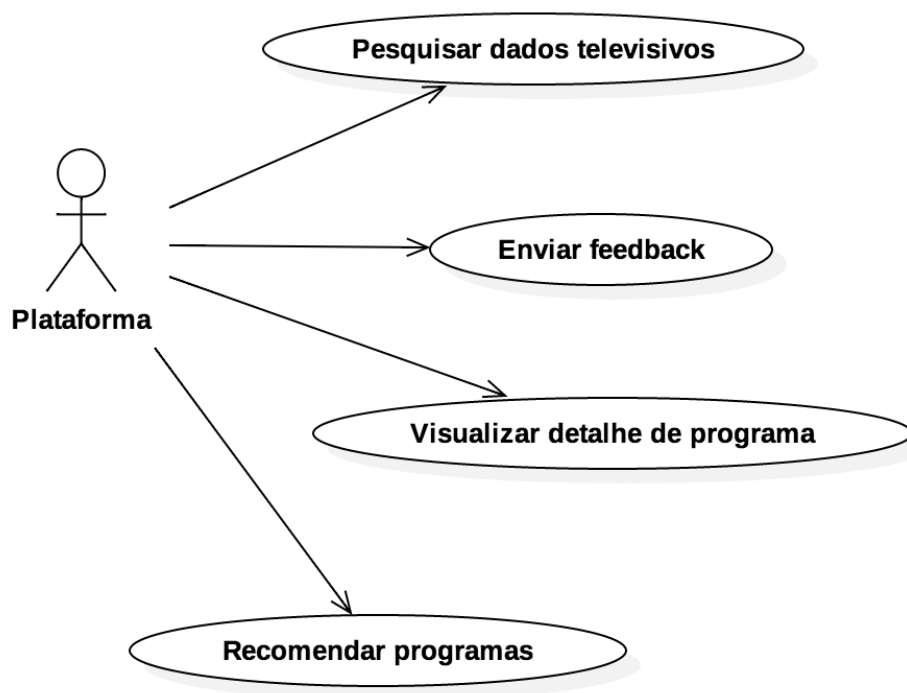 Pesquisar dados televisivos
Enviar feedback
Plataforma
Visualizar detalhe de programa
Recomendar programas